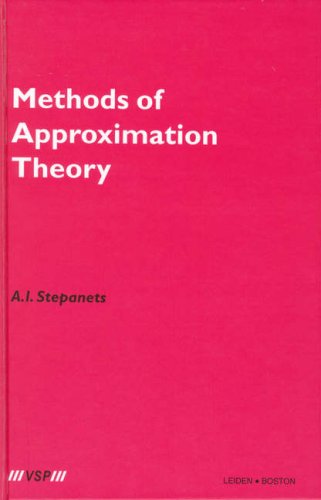 Methods of
Approximation
Theory
A.I. Stepanets
///VSP///
LEIDEN • BOSTON